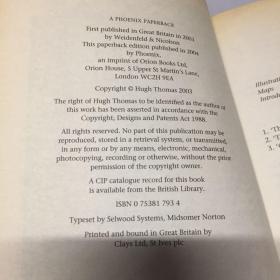 A PHOENIX PAPERBACK
First published in Great Britain in 2003
by Weidenfeld & Nicolson
This paperback edition published in 2004
by Phoenix,
an imprint of Orion Books Ltd,
Orion House, 5 Upper St Martin's Lane,
London WC2H 9EA
Copyright © Hugh Thomas 2003
The right of Hugh Thomas to be identified as the author of
this work has been asserted in accordance with the
Copyright, Designs and Patents Act 1988.
All rights reserved. No part of this publication may be
reproduced, stored in a retrieval system, or transmitted,
in any form or by any means, electronic, mechanical,
photocopying, recording or otherwise, without the prior
permission of the copyright owner.
A CIP catalogue record for this book
is available from the British Library.
ISBN 0 75381 793 4
Typeset by Selwood Systems, Midsomer Norton
Printed and bound in Great Britain by
Clays Ltd, St Ives plc
Illustrati
Maps
Introdu
1.
2.
3.